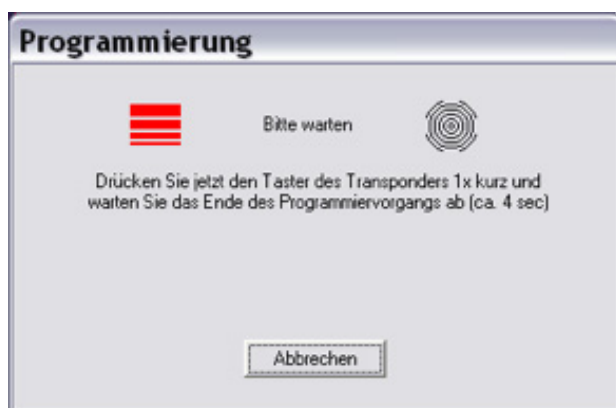 Programmierung
Bitte warten
Drücken Sie jetzt den Taster des Transponders 1x kurz und
warten Sie das Ende des Programmiervorgangs ab (ca. 4 sec)
Abbrechen